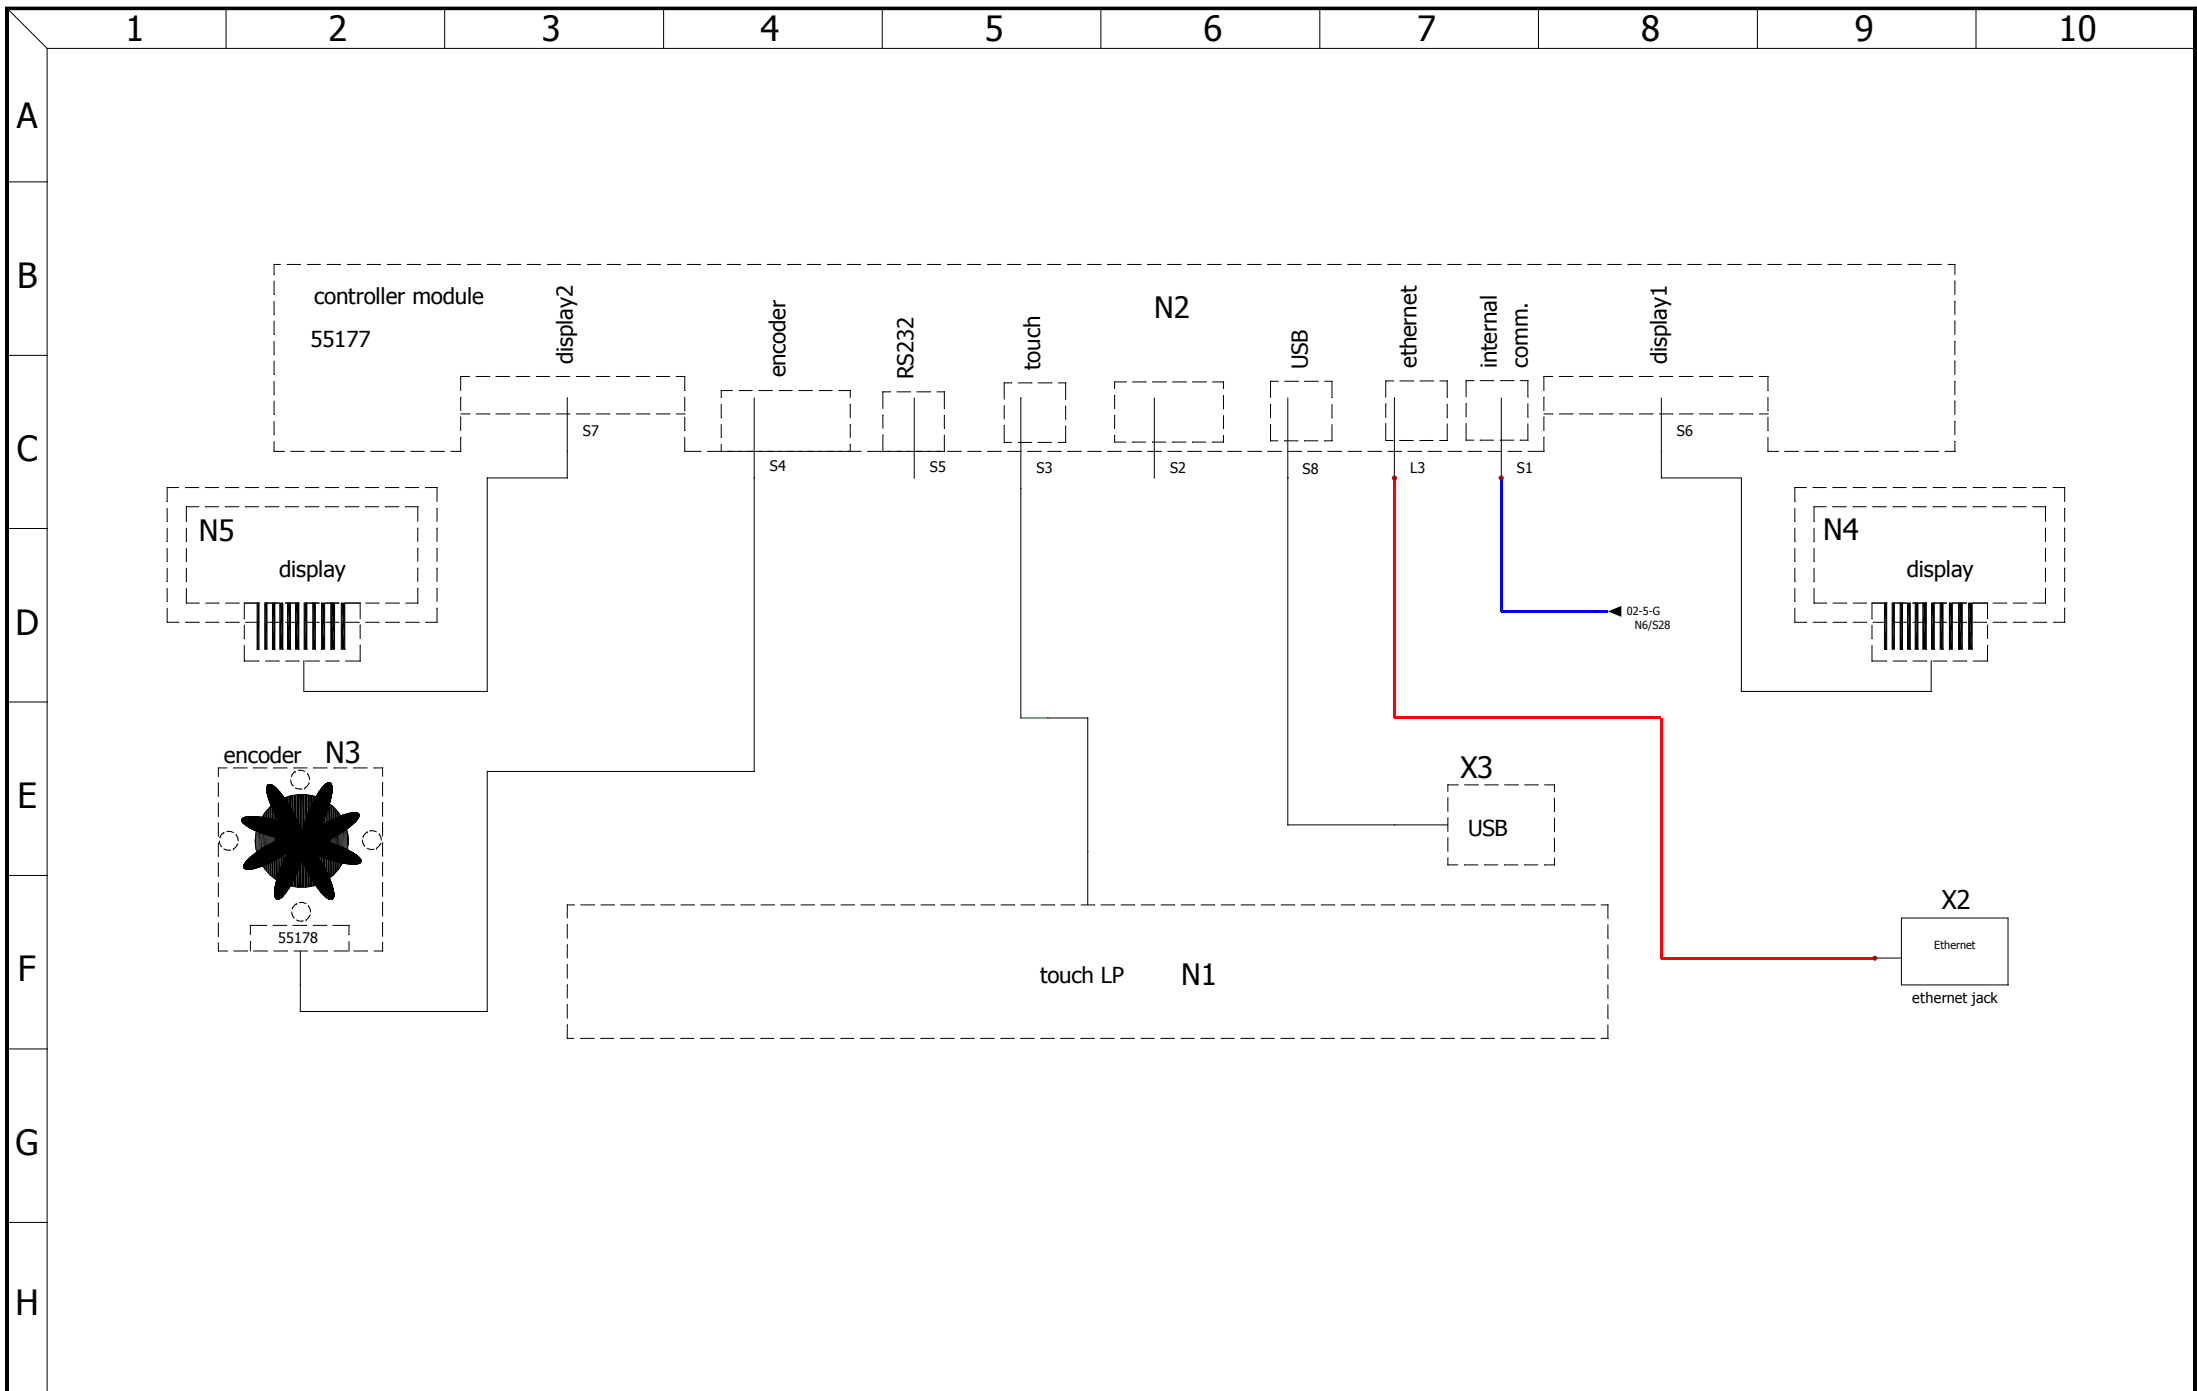 1 2 3 4 5 6 7 8 9 10
A
B
C
D
E
F
G
H
controller module
55177
display2
encoder
RS232
touch
N2
USB
ethernet
internal
comm.
display1
S7
S4
S5
S3
S2
S8
L3
S1
S6
N5
display
N4
display
02-5-G
N6/S28
encoder N3
55178
X3
USB
touch LP N1
X2
Ethernet
ethernet jack